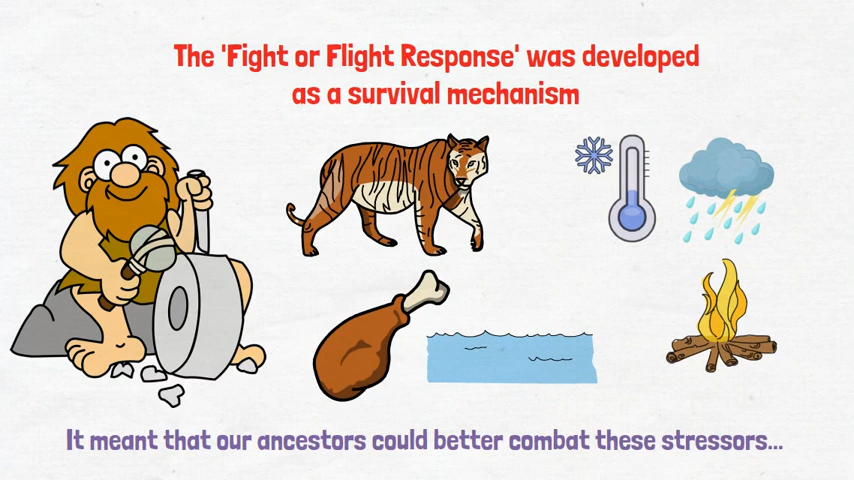 The 'Fight or Flight Response' was developed
as a survival mechanism
It meant that our ancestors could better combat these stressors...